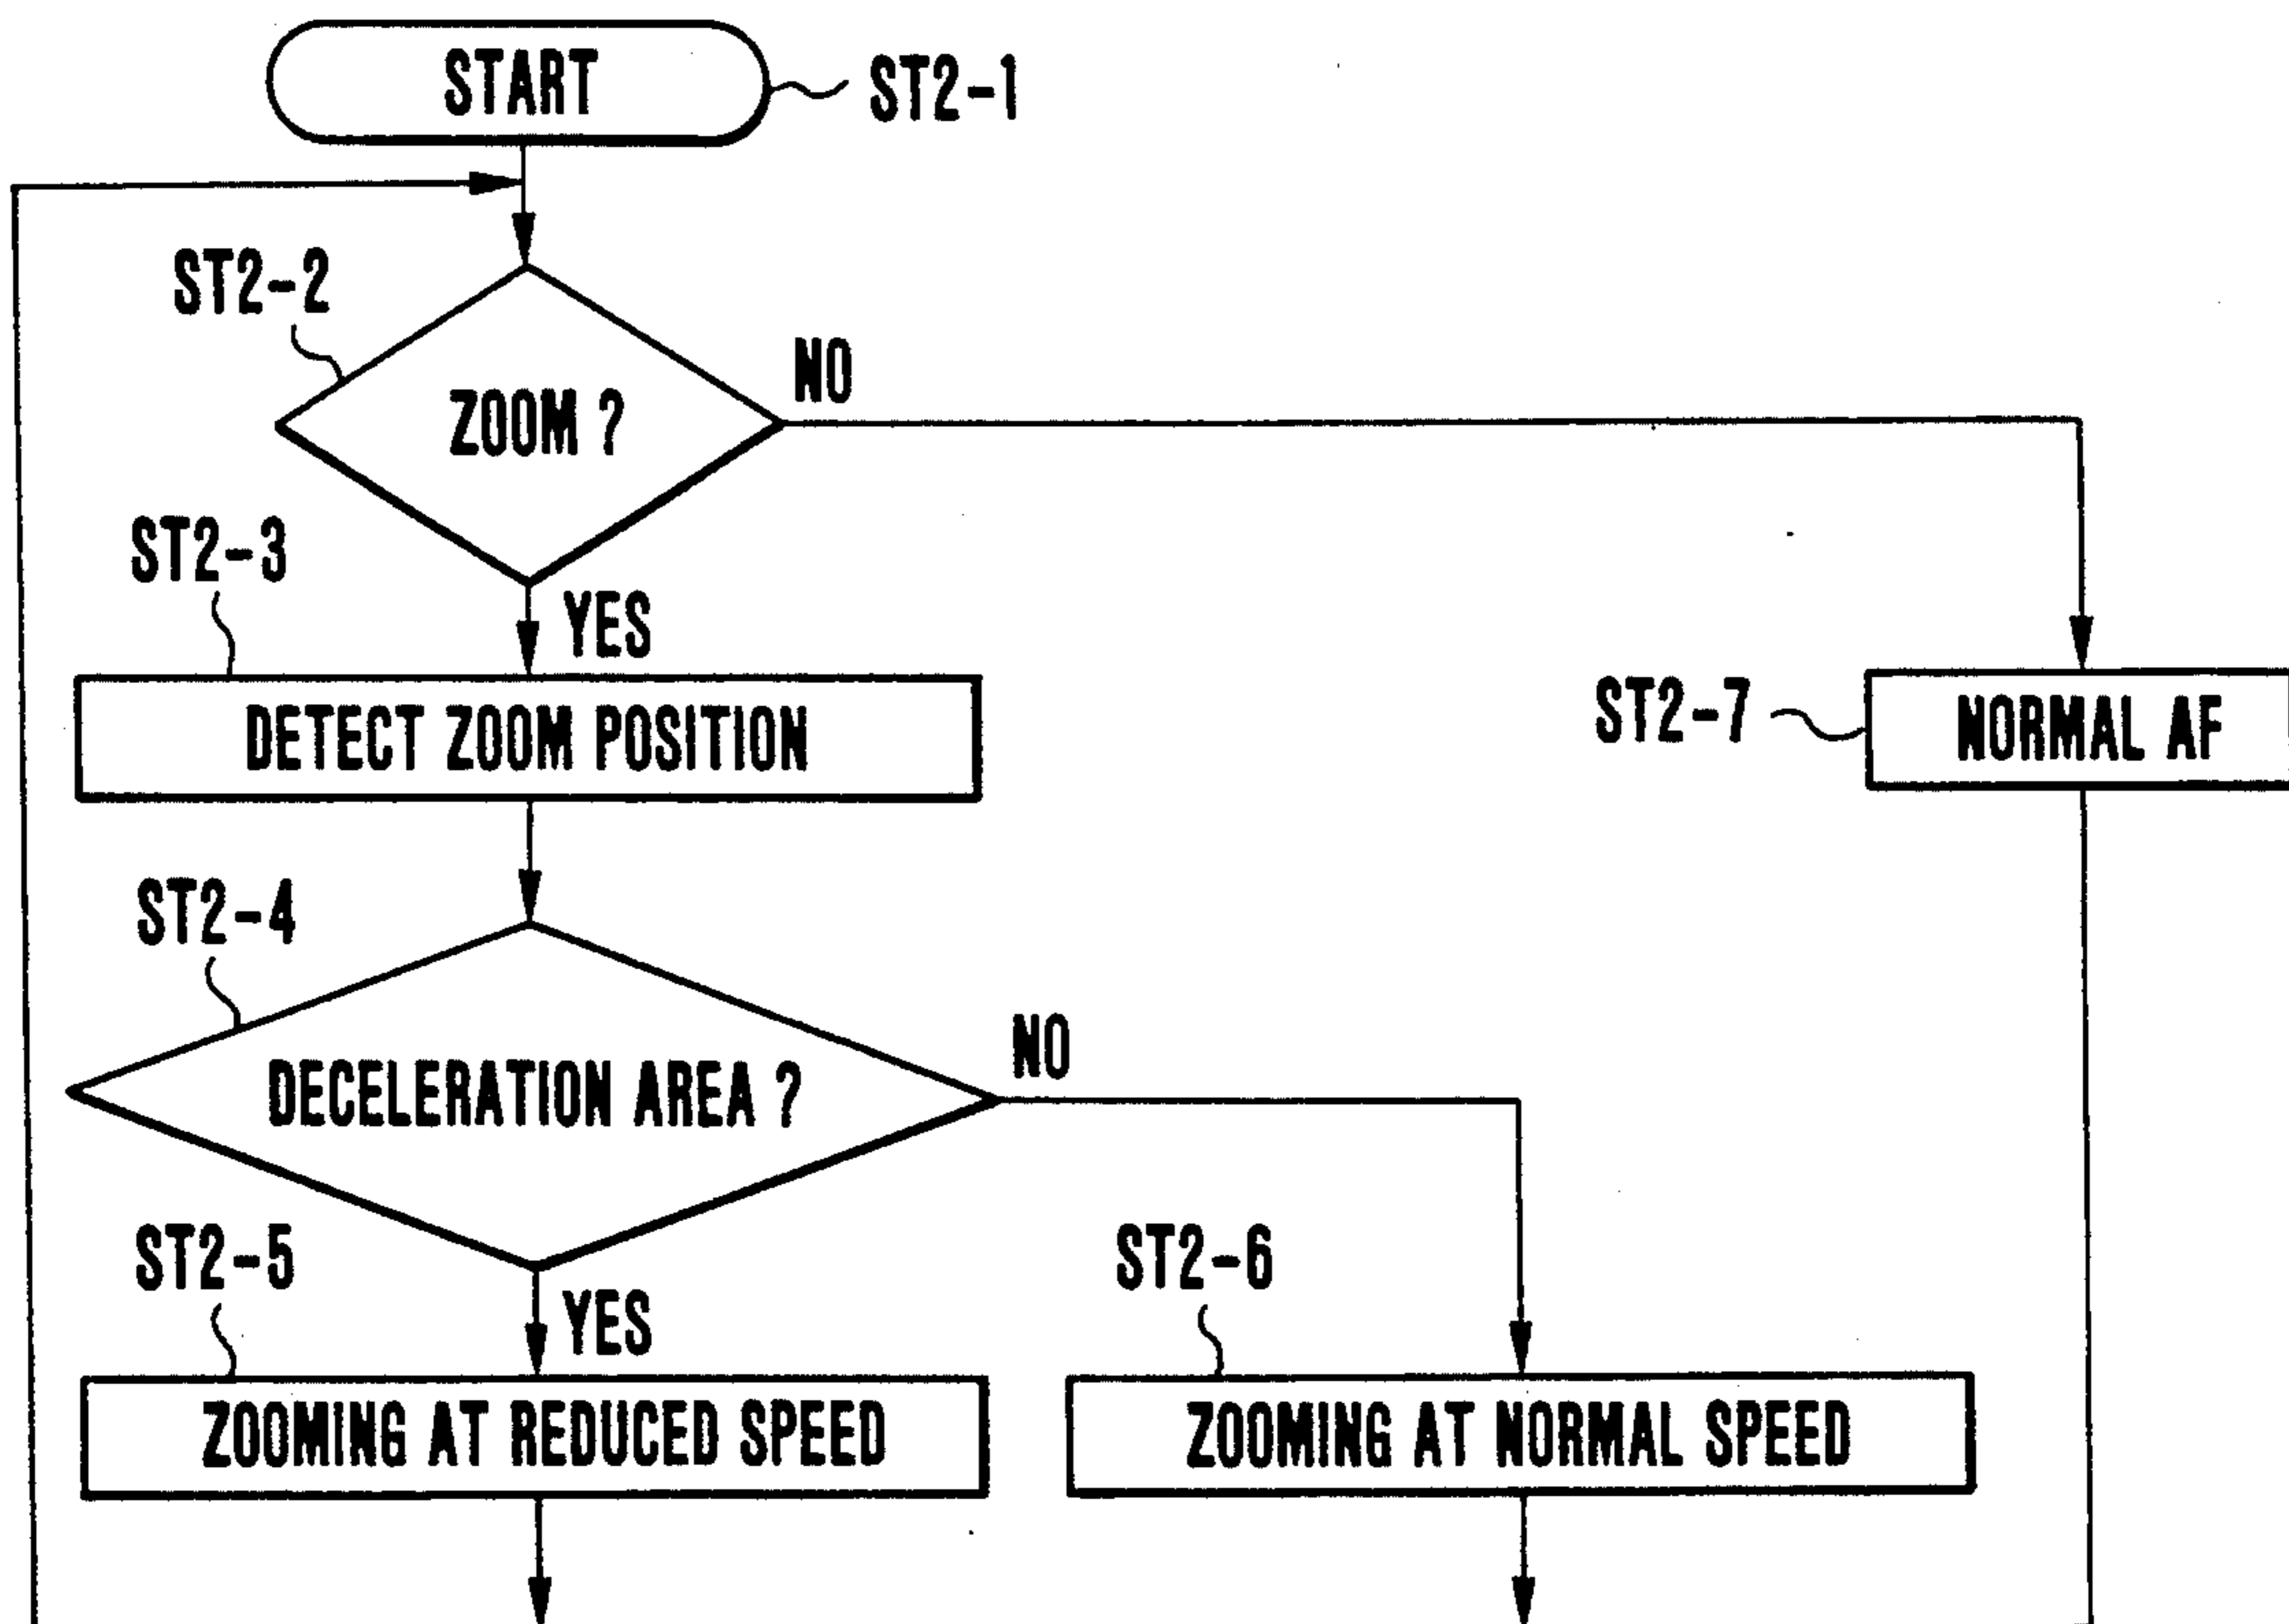 START
ST2-1
ST2-2
ZOOM ?
NO
ST2-3
YES
DETECT ZOOM POSITION
ST2-7
NORMAL AF
ST2-4
DECELERATION AREA ?
NO
ST2-5
YES
ST2-6
ZOOMING AT REDUCED SPEED
ZOOMING AT NORMAL SPEED